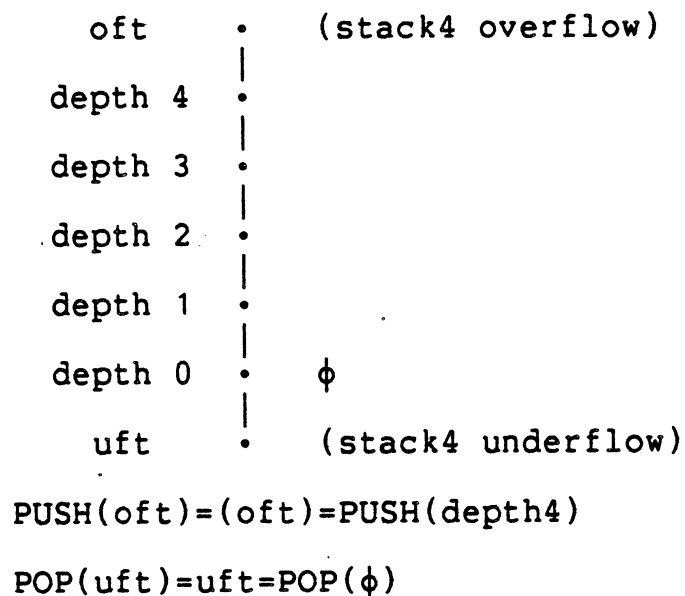 oft (stack4 overflow)
depth 4
depth 3
depth 2
depth 1
depth 0 ϕ
uft (stack4 underflow)
PUSH(oft)=(oft)=PUSH(depth4)
POP(uft)=uft=POP(ϕ)